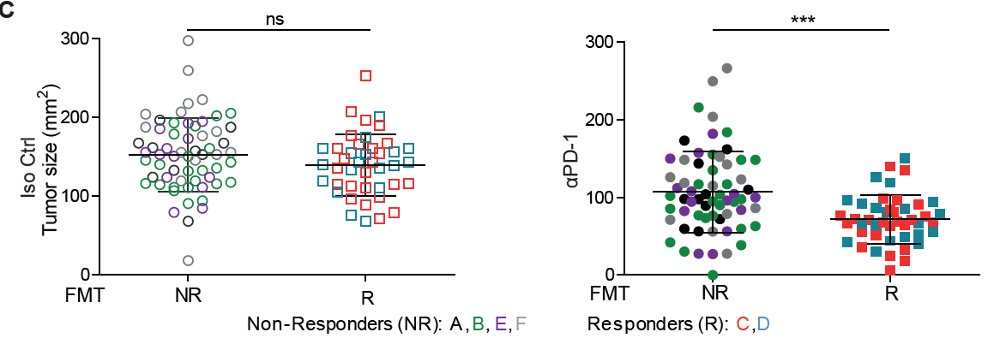 C
ns
Iso Ctrl
Tumor size (mm²)
300
200
100
0
FMT
NR
R
***
αPD-1
300
200
100
0
FMT
NR
R
Non-Responders (NR): A,B,E,F
Responders (R): C,D